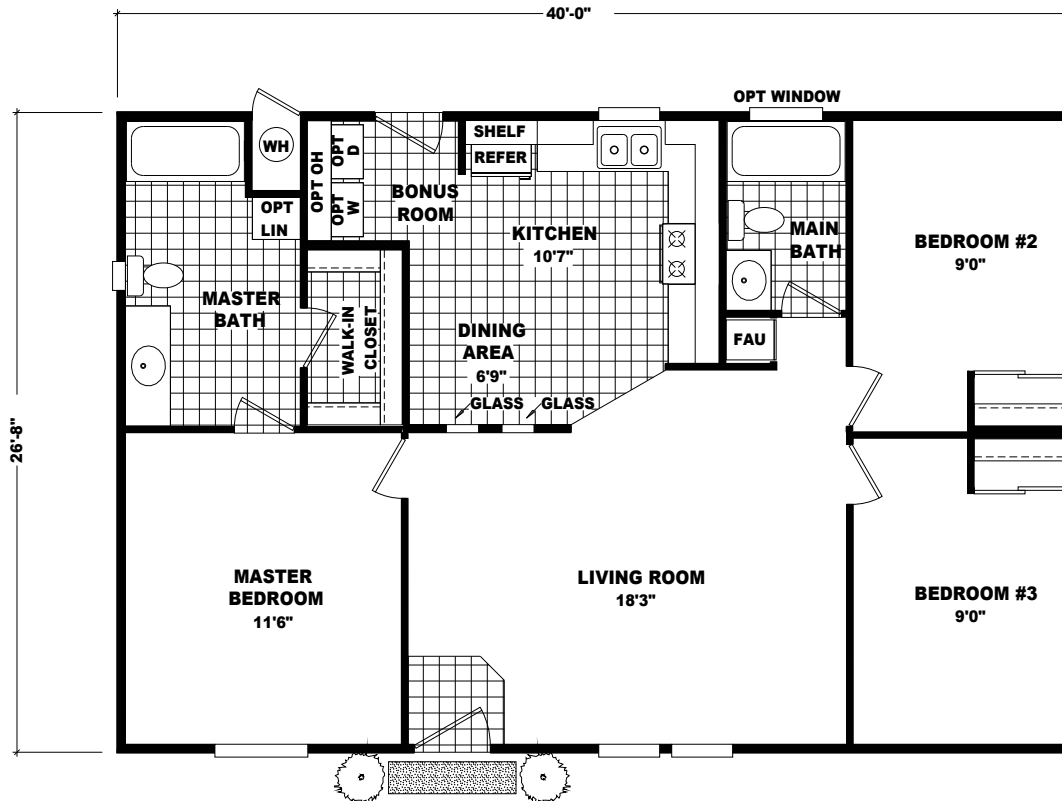 40'-0"
OPT WINDOW
26'-8"
WH
OPT OH
OPT
D
OPT
W
SHELF
REFER
OPT
LIN
BONUS
ROOM
KITCHEN
10'7"
MAIN
BATH
BEDROOM #2
9'0"
MASTER
BATH
WALK-IN
CLOSET
DINING
AREA
6'9"
FAU
GLASS
GLASS
MASTER
BEDROOM
11'6"
LIVING ROOM
18'3"
BEDROOM #3
9'0"